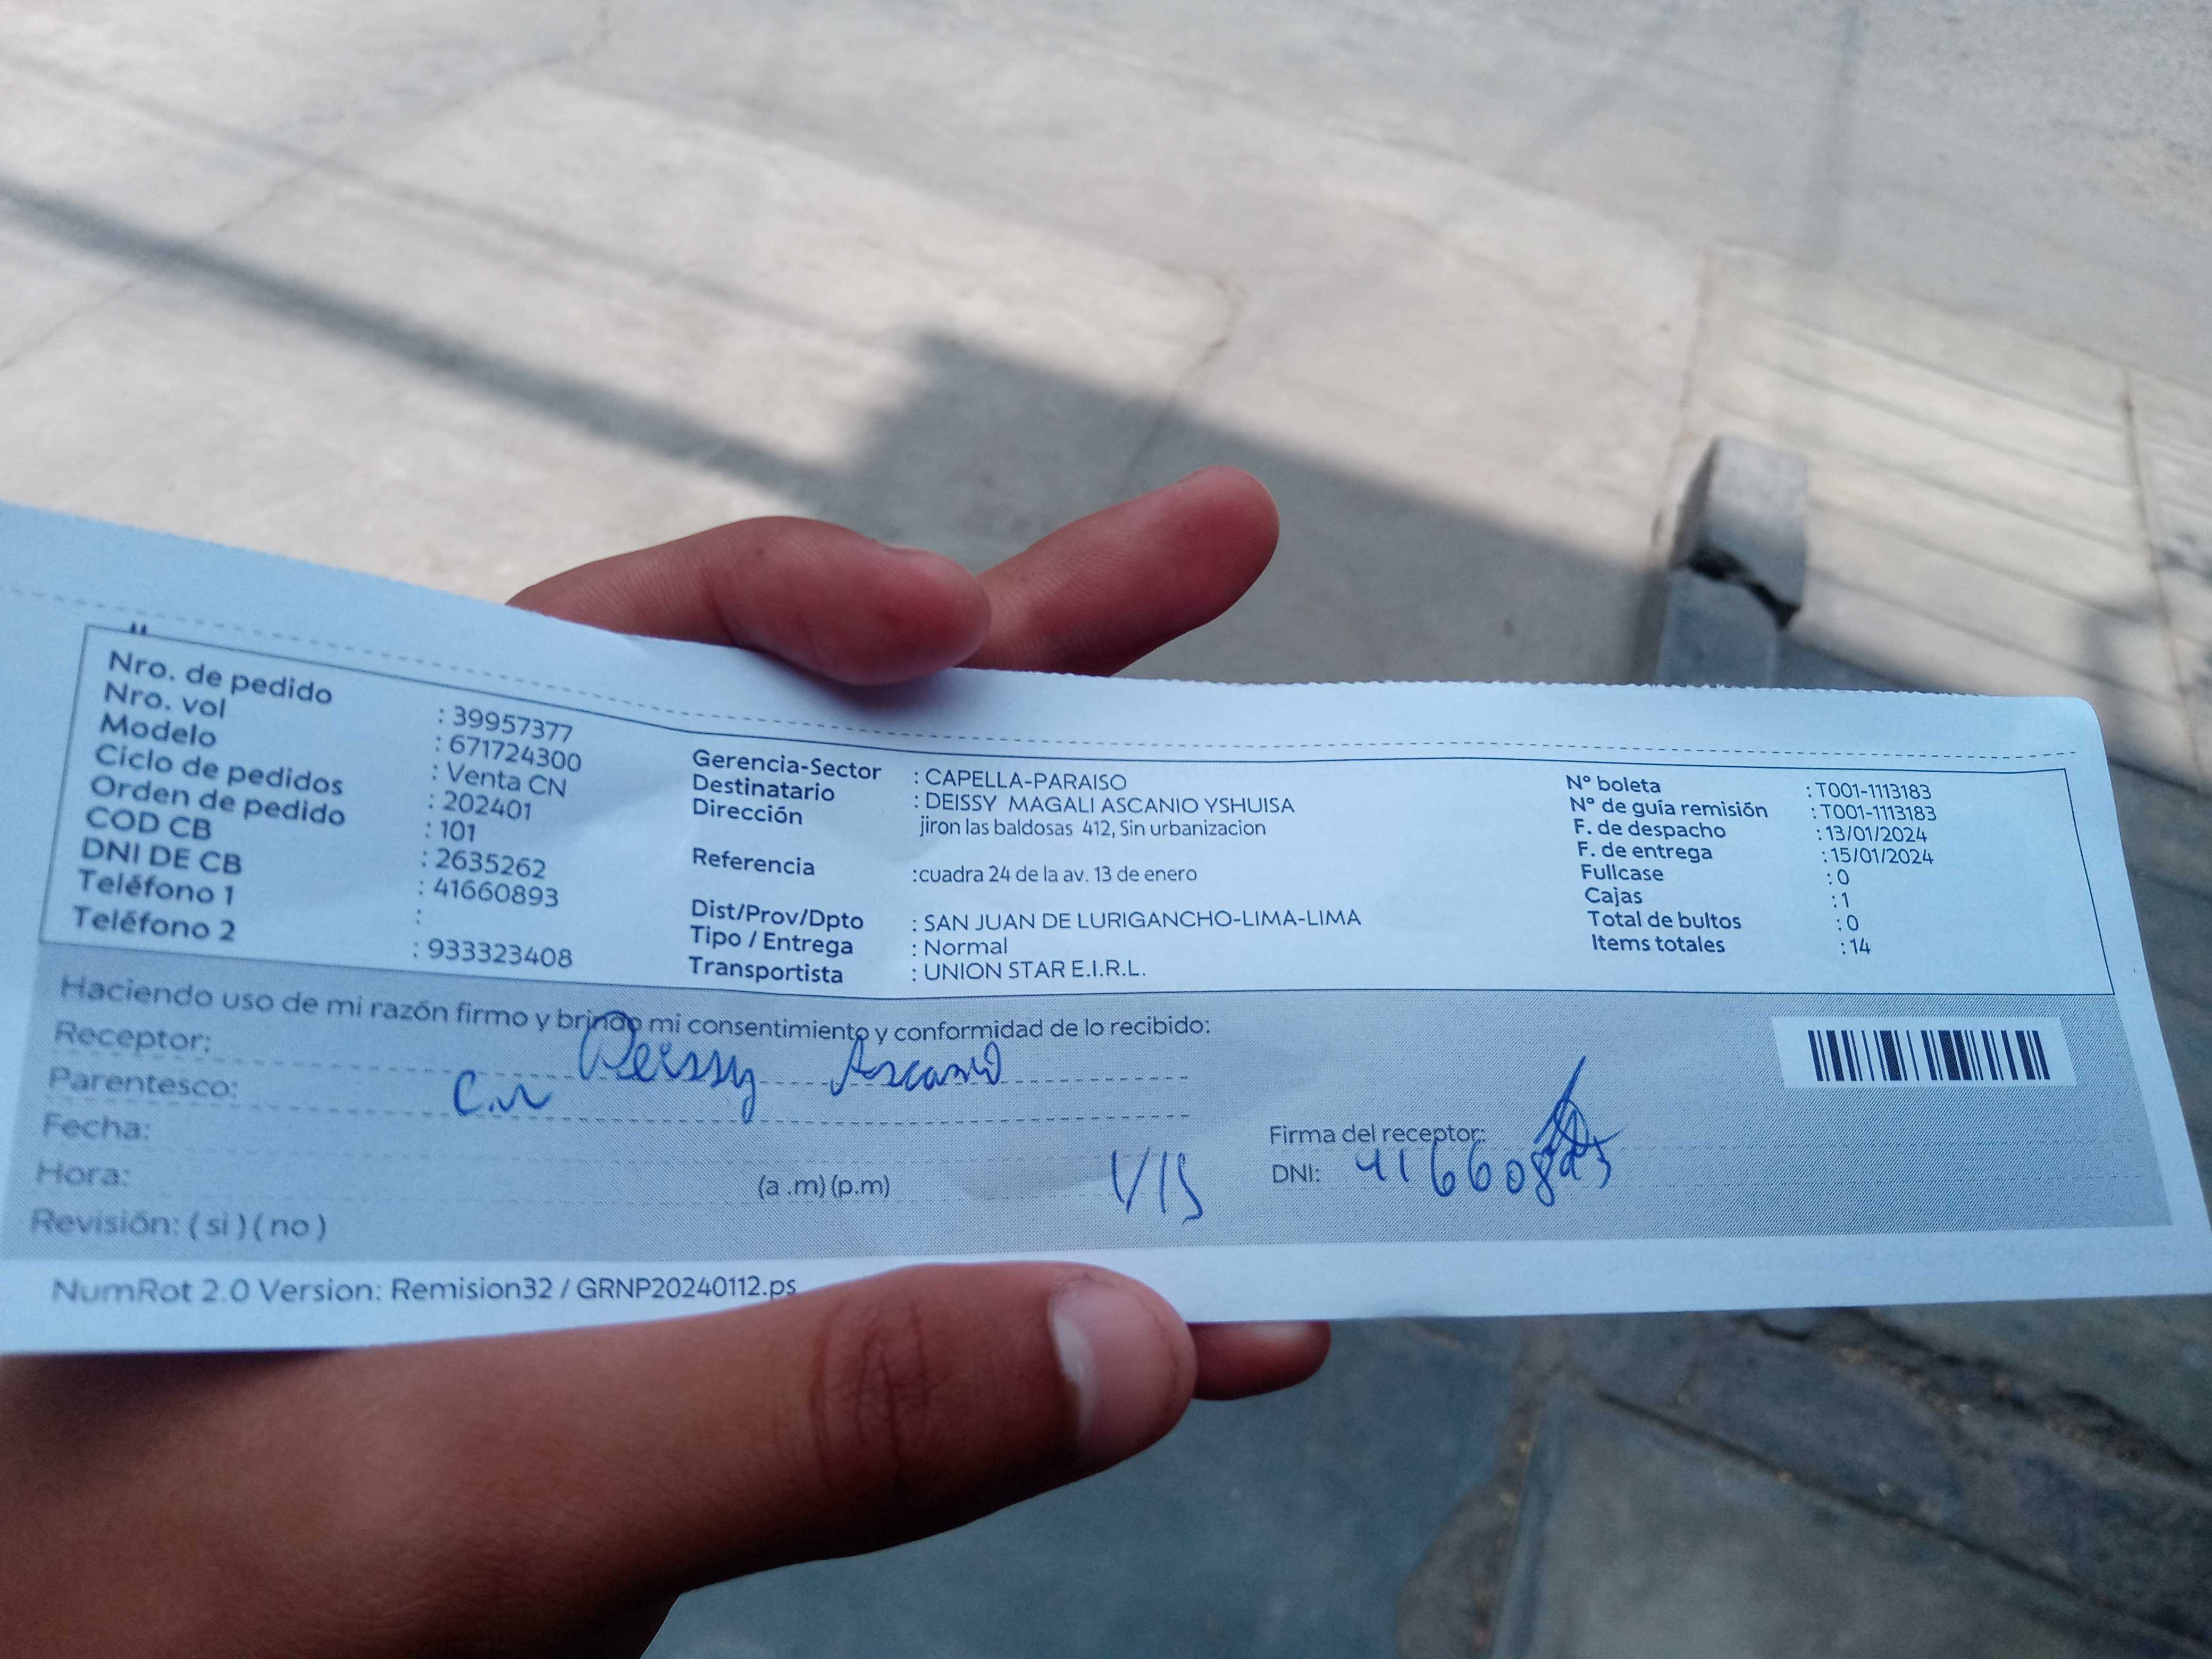 Nro. de pedido : 39957377
Nro. vol : 671724300
Modelo : Venta CN
Ciclo de pedidos : 202401
Orden de pedido : 101
COD CB : 2635262
DNI DE CB : 41660893
Teléfono 1 :
Teléfono 2 : 933323408
Gerencia-Sector : CAPELLA-PARAISO
Destinatario : DEISSY MAGALI ASCANIO YSHUISA
Dirección jiron las baldosas 412, Sin urbanizacion
Referencia :cuadra 24 de la av. 13 de enero
Dist/Prov/Dpto : SAN JUAN DE LURIGANCHO-LIMA-LIMA
Tipo / Entrega : Normal
Transportista : UNION STAR E.I.R.L.
N° boleta : T001-1113183
N° de guía remisión : T001-1113183
F. de despacho : 13/01/2024
F. de entrega : 15/01/2024
Fullcase : 0
Cajas : 1
Total de bultos : 0
Items totales : 14
Haciendo uso de mi razón firmo y brindo mi consentimiento y conformidad de lo recibido:
Receptor: Deissy Ascanio
Parentesco: C.N
Fecha:
Hora: (a .m) (p.m)
Revisión: ( si ) ( no )
Firma del receptor:
DNI: 41660893
NumRot 2.0 Version: Remision32 / GRNP20240112.ps